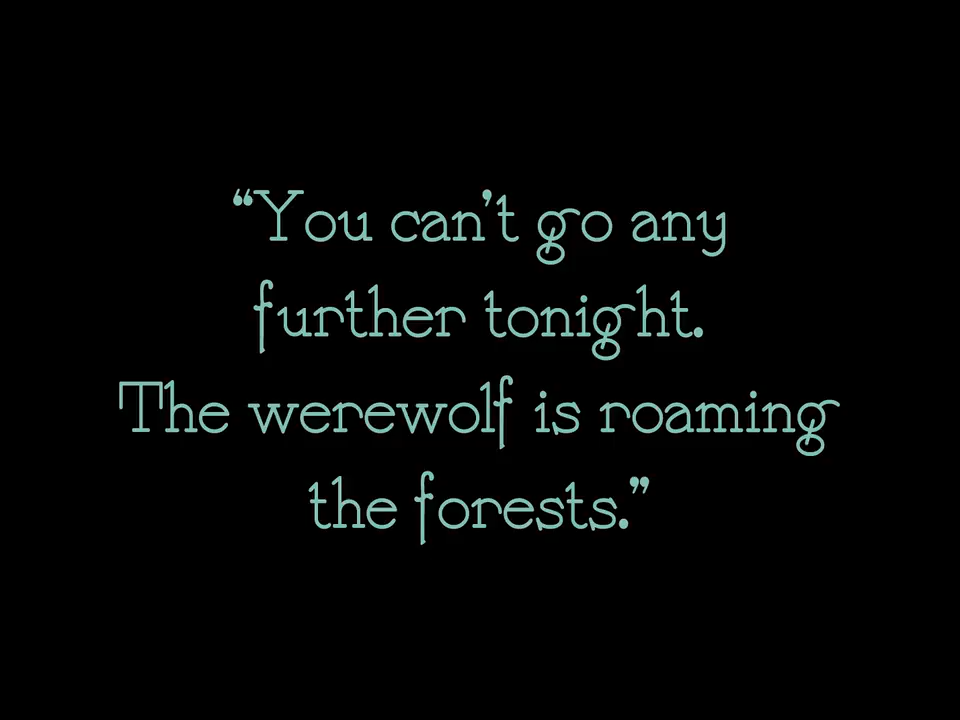 “You can’t go any
further tonight.
The werewolf is roaming
the forests.”